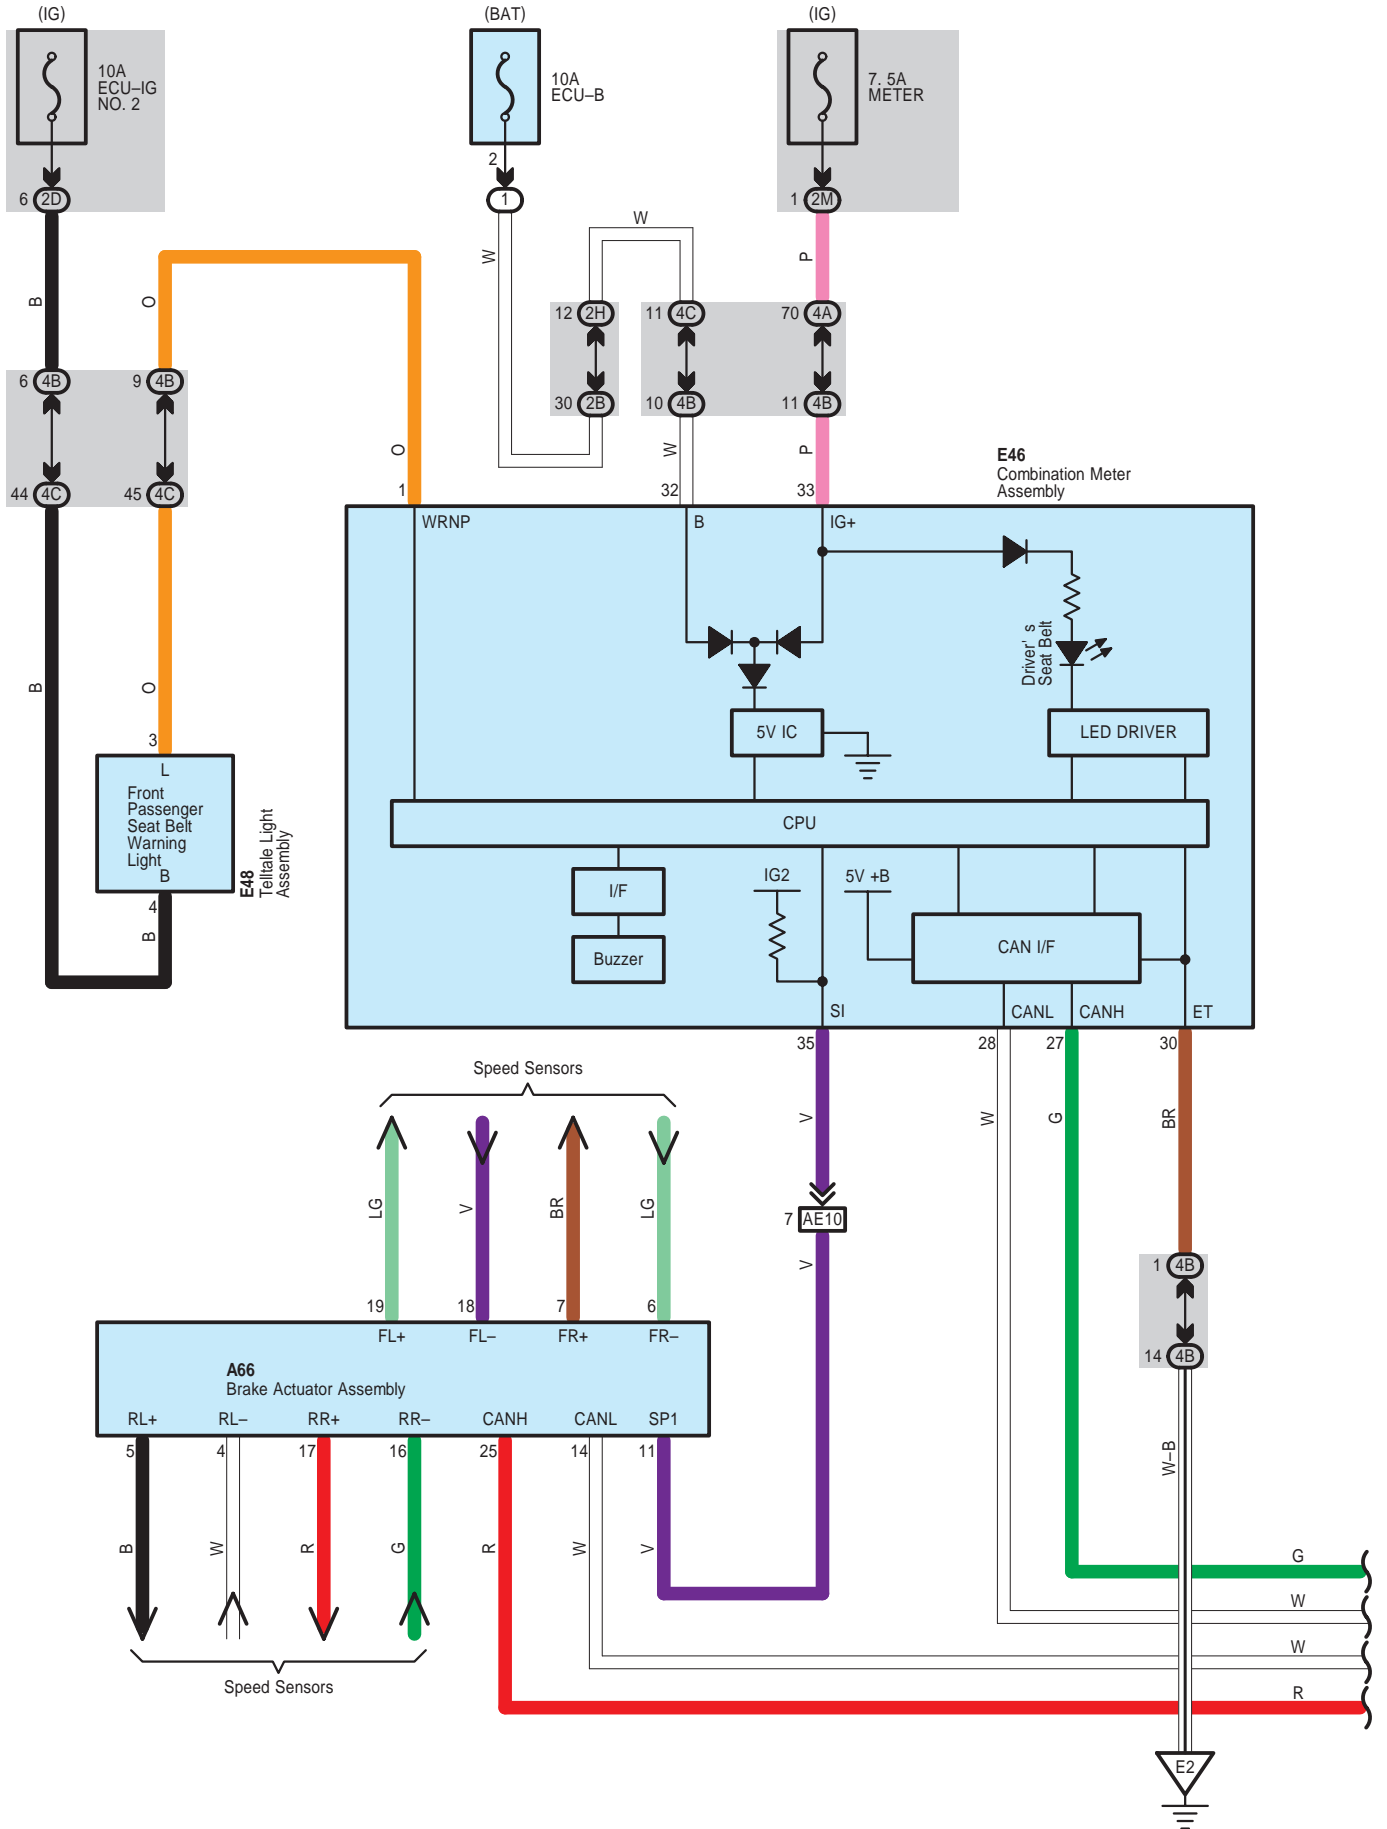 (IG)
(BAT)
(IG)
10A
ECU–IG
NO. 2
10A
ECU–B
7. 5A
METER
2
6 2D
1
1 2M
W
W
P
B
O
12 2H
11 4C
70 4A
6 4B
9 4B
30 2B
10 4B
11 4B
O
W
P
E46
Combination Meter
Assembly
44 4C
45 4C
1
32
33
WRNP
B
IG+
Driver' s
Seat Belt
B
O
3
5V IC
LED DRIVER
L
Front
Passenger
Seat Belt
Warning
Light
B
E48
Telltale Light
Assembly
CPU
4
B
I/F
IG2
5V +B
Buzzer
CAN I/F
SI
CANL
CANH
ET
35
28
27
30
Speed Sensors
V
W
G
BR
LG
V
BR
LG
7 AE10
V
1 4B
19
18
7
6
FL+
FL–
FR+
FR–
14 4B
A66
Brake Actuator Assembly
RL+
RL–
RR+
RR–
CANH
CANL
SP1
5
4
17
16
25
14
11
W–B
B
W
R
G
R
W
V
G
W
W
R
Speed Sensors
E2